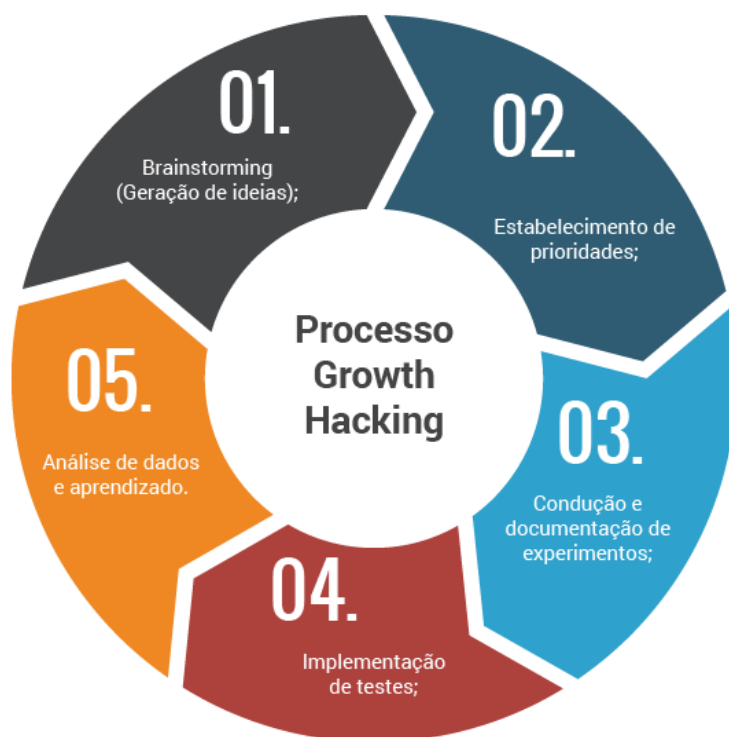 01.
Brainstorming
(Geração de ideias);
02.
Estabelecimento de
prioridades;
03.
Condução e
documentação de
experimentos;
04.
Implementação
de testes;
05.
Análise de dados
e aprendizado.
Processo
Growth
Hacking